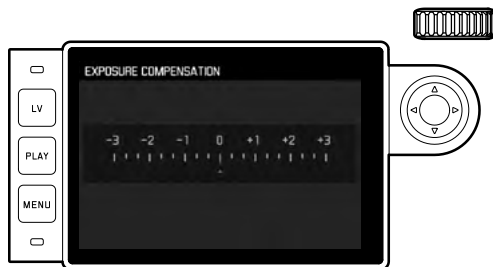 EXPOSURE COMPENSATION
LV
-3 -2 -1 0 +1 +2 +3
PLAY
MENU